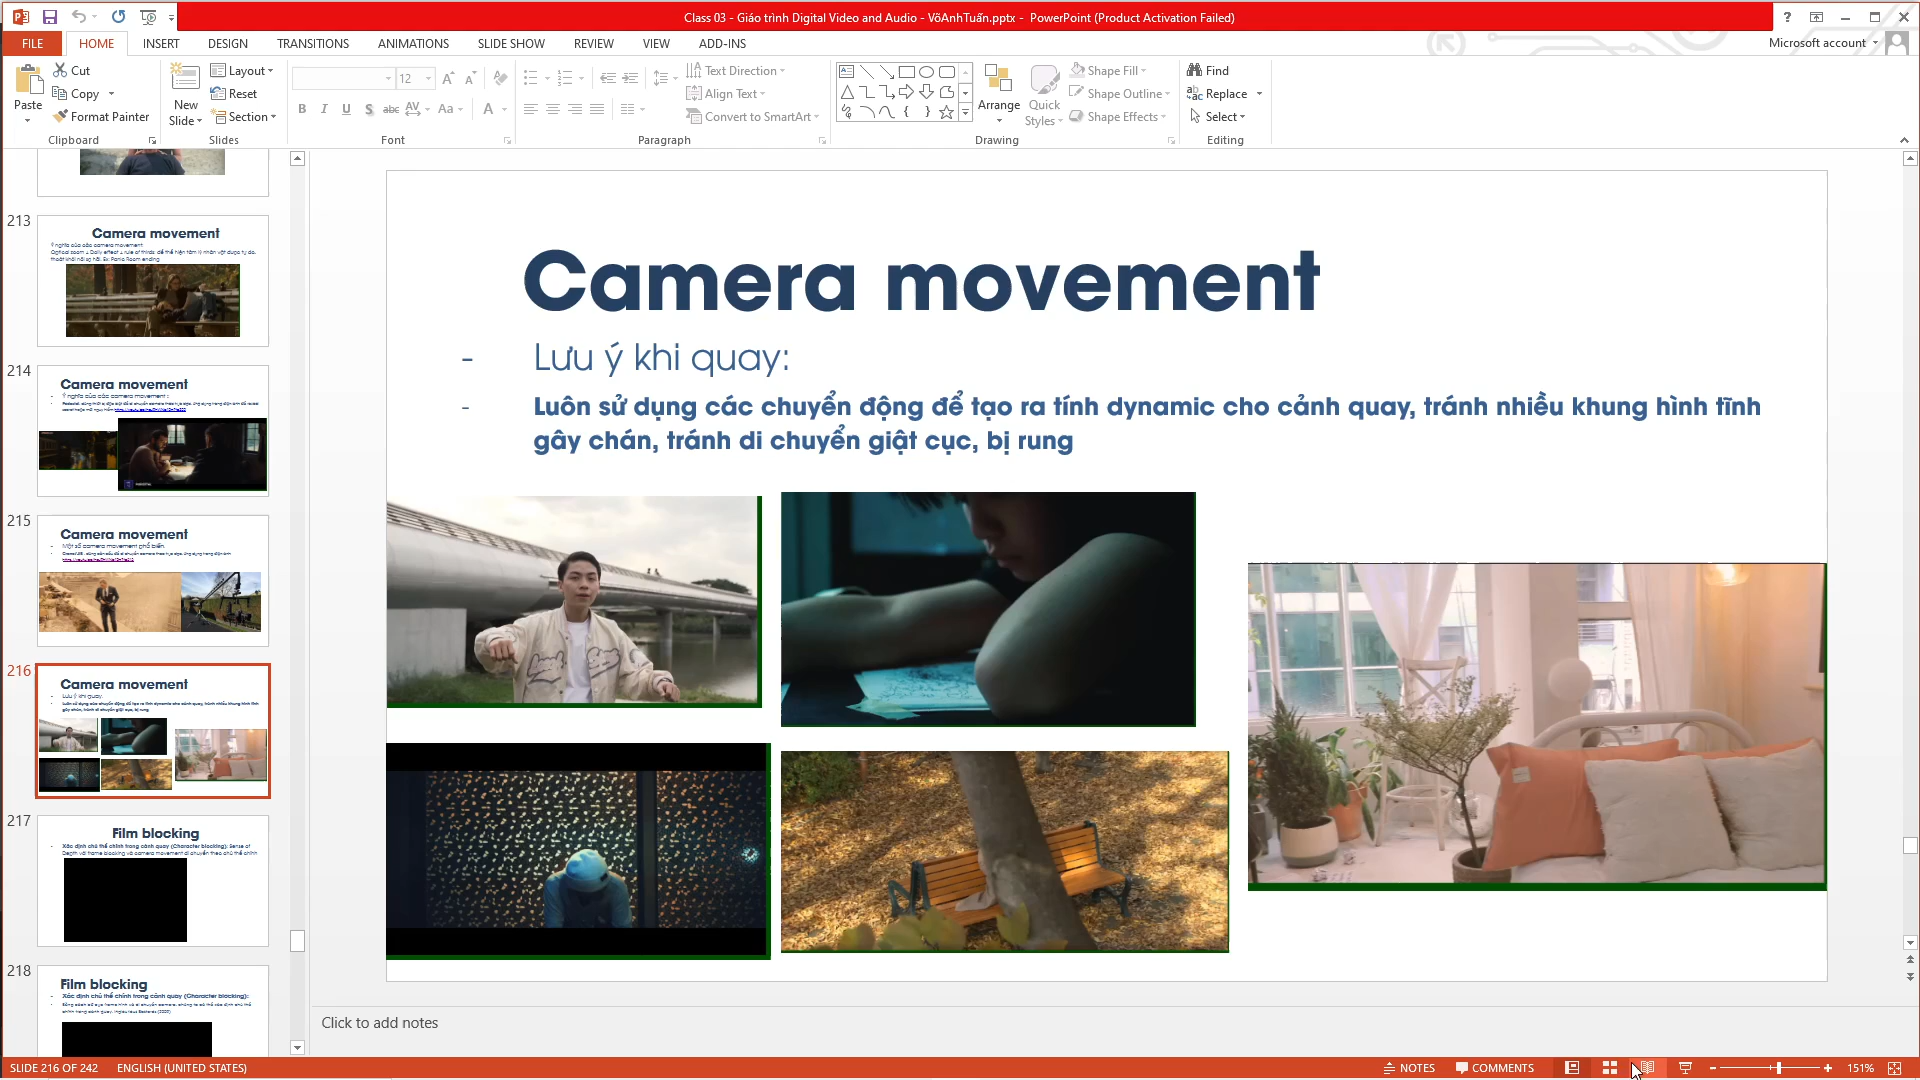 Class 03 - Giáo trình Digital Video and Audio - VõAnhTuấn.pptx - PowerPoint (Product Activation Failed)
FILE HOME INSERT DESIGN TRANSITIONS ANIMATIONS SLIDE SHOW REVIEW VIEW ADD-INS
Microsoft account
Paste
Cut
Copy
Format Painter
Clipboard
New Slide
Layout
Reset
Section
Slides
12
Font
Paragraph
Text Direction
Align Text
Convert to SmartArt
Arrange
Quick Styles
Shape Fill
Shape Outline
Shape Effects
Drawing
Find
Replace
Select
Editing
213
Camera movement
214
Camera movement
215
Camera movement
216
Camera movement
217
Film blocking
218
Film blocking
Camera movement
- Lưu ý khi quay:
- Luôn sử dụng các chuyển động để tạo ra tính dynamic cho cảnh quay, tránh nhiều khung hình tĩnh
gây chán, tránh di chuyển giật cục, bị rung
Click to add notes
SLIDE 216 OF 242 ENGLISH (UNITED STATES)
NOTES COMMENTS 151%